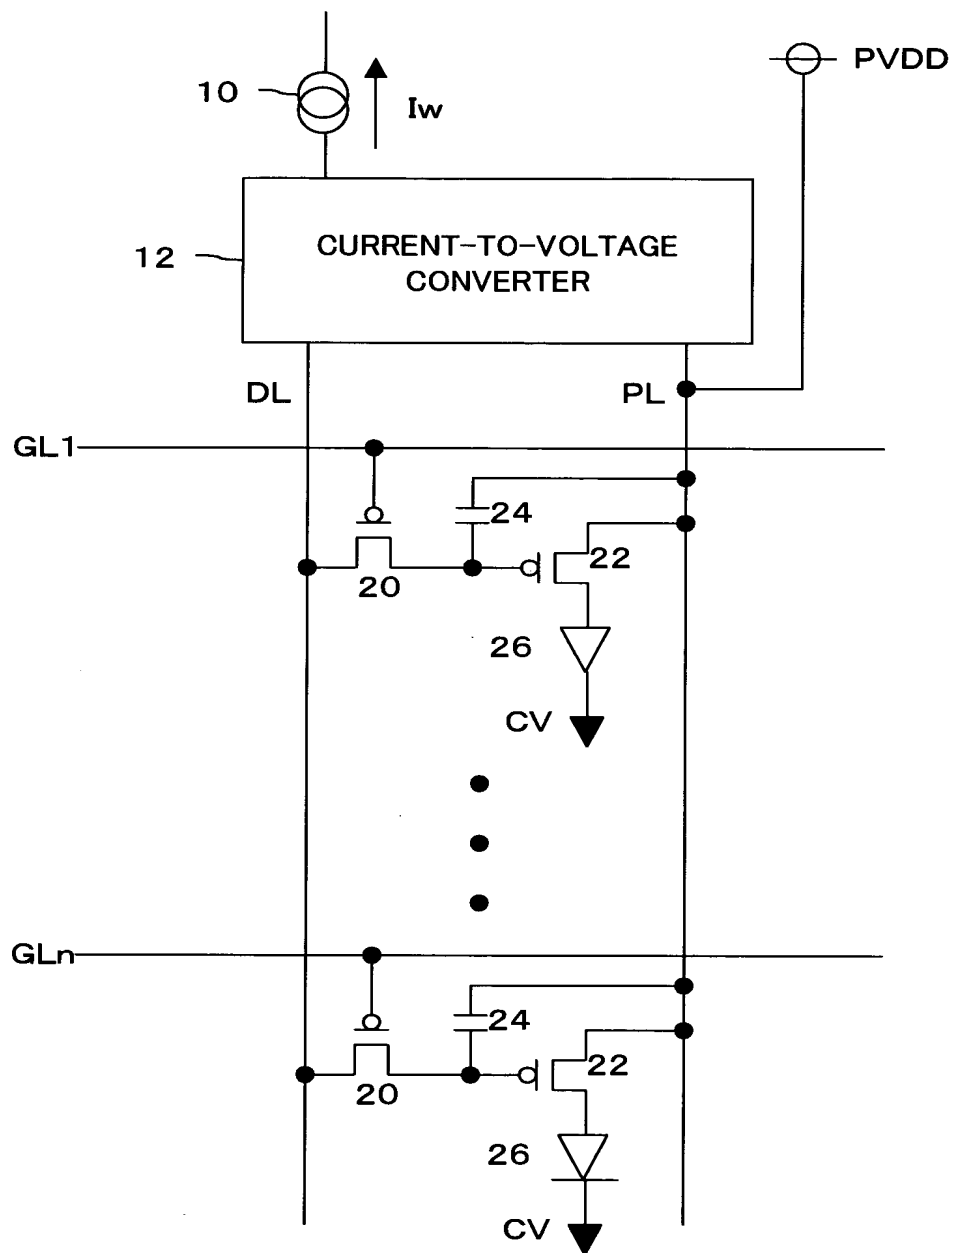 PVDD
10
Iw
12
CURRENT-TO-VOLTAGE
CONVERTER
DL
PL
GL1
24
22
20
26
CV
GLn
24
22
20
26
CV